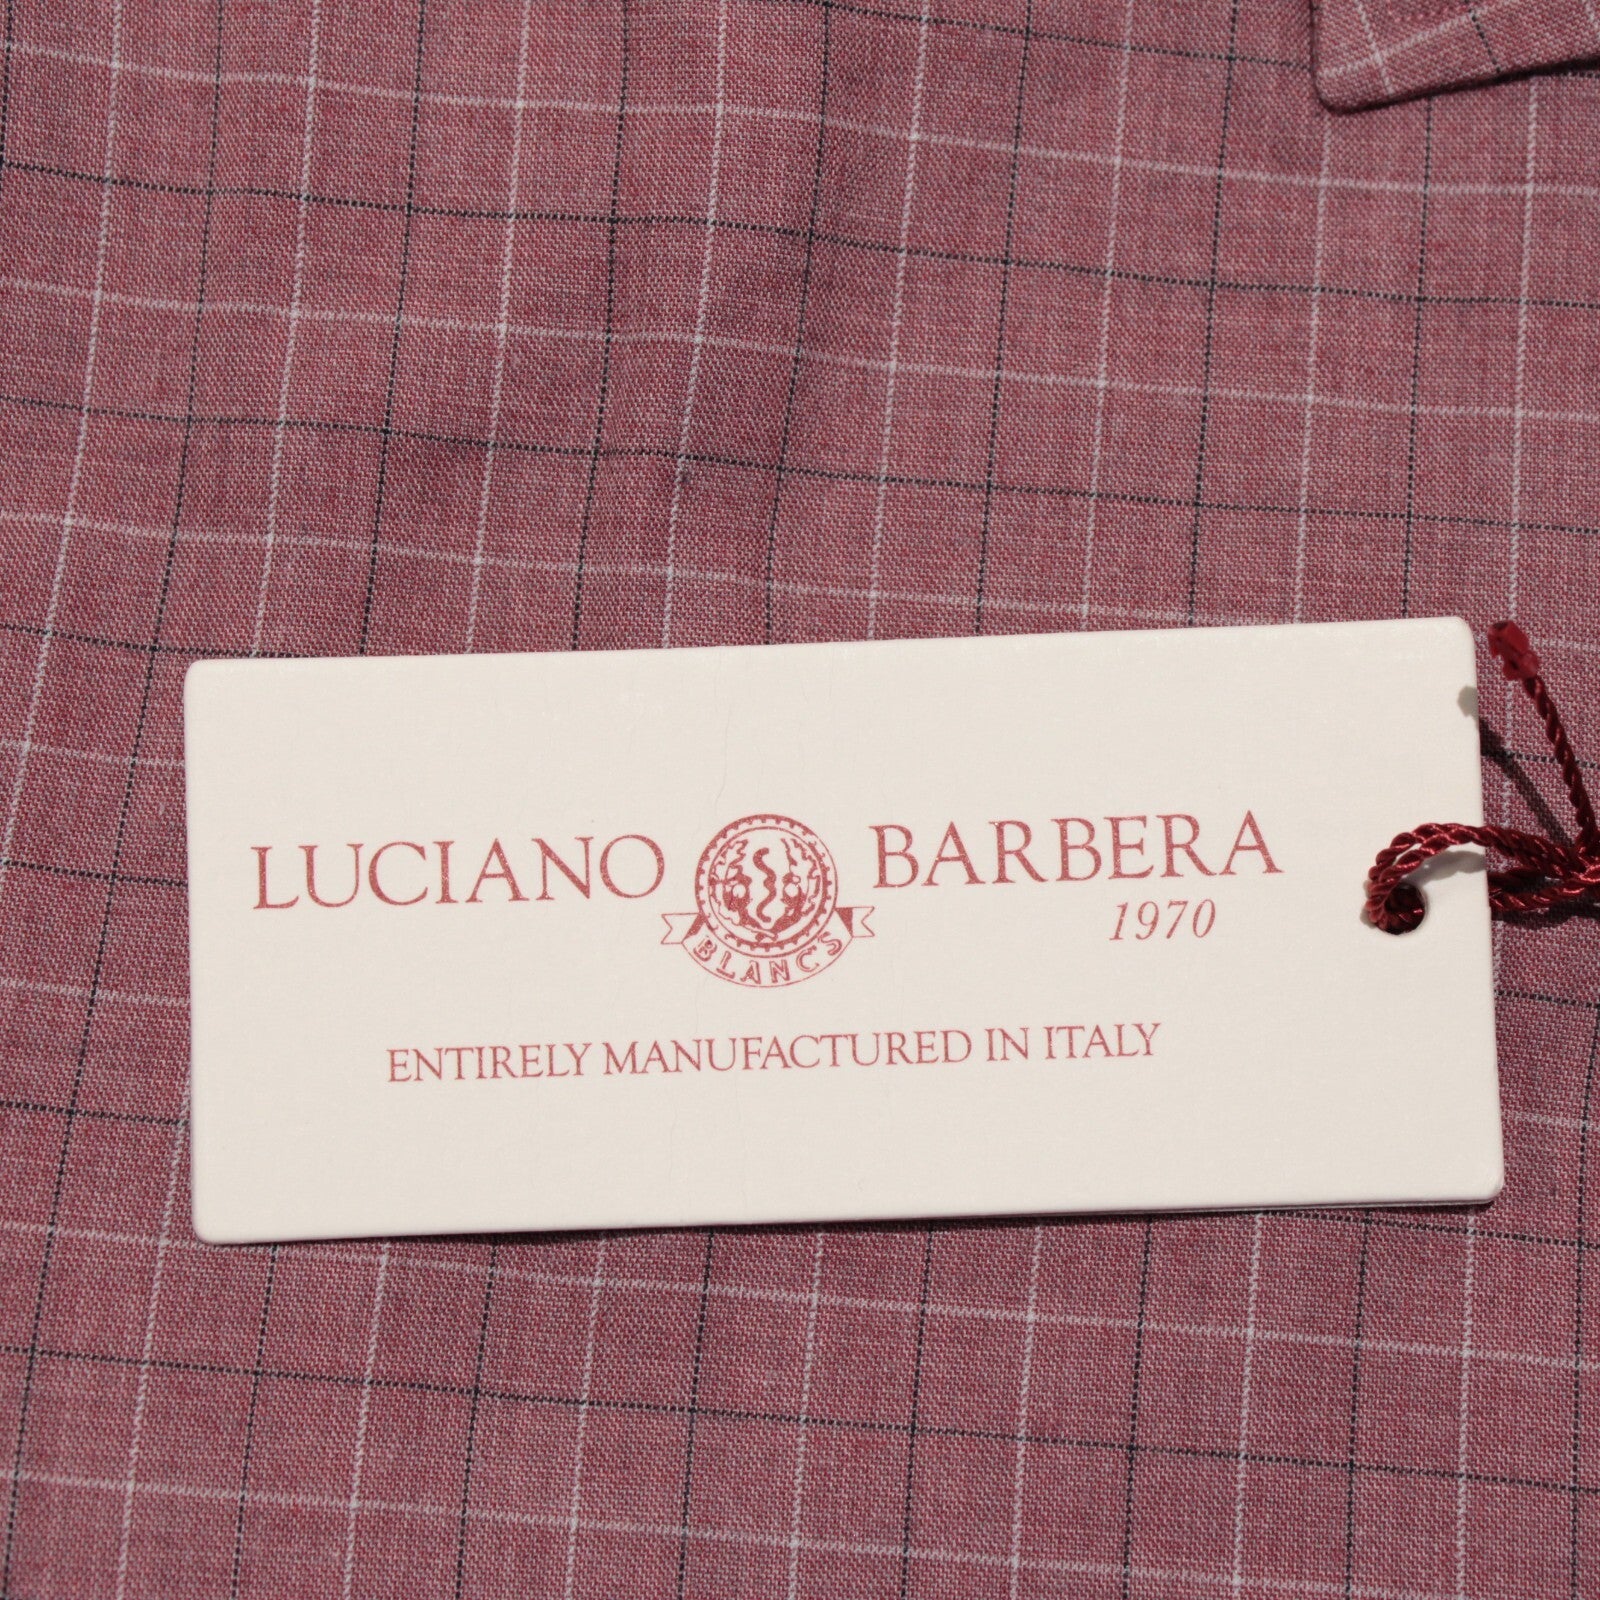 LUCIANO BARBERA
1970
BLANCS
ENTIRELY MANUFACTURED IN ITALY